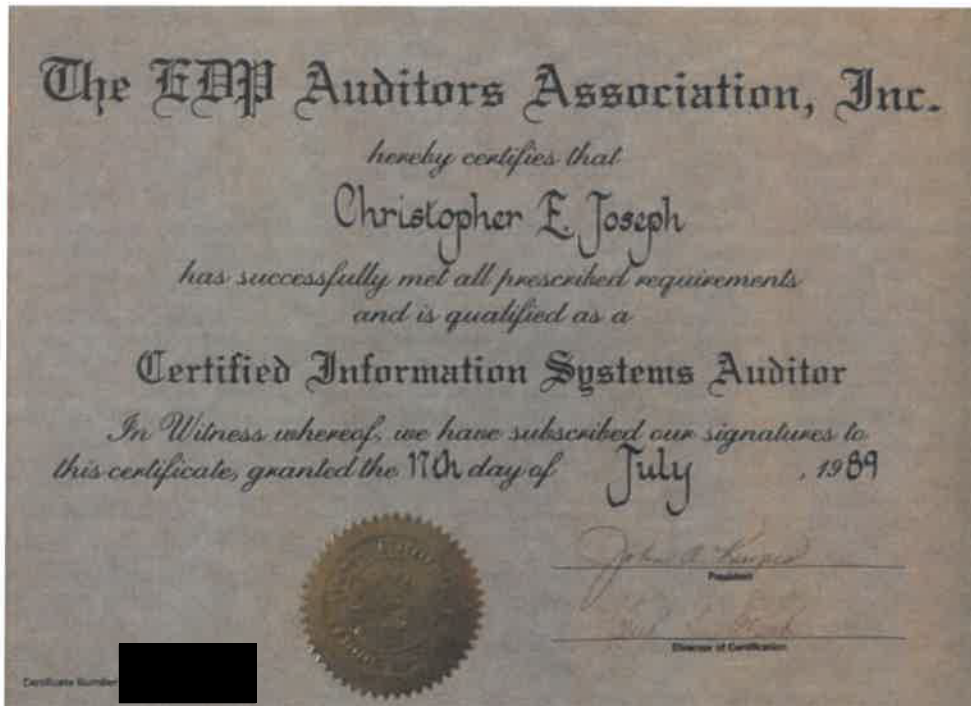 The EDP Auditors Association, Inc.
hereby certifies that
Christopher E. Joseph
has successfully met all prescribed requirements
and is qualified as a
Certified Information Systems Auditor
In Witness whereof, we have subscribed our signatures to
this certificate, granted the 17th day of July , 1989
John A.
President
Director of Certification
Certificate Number